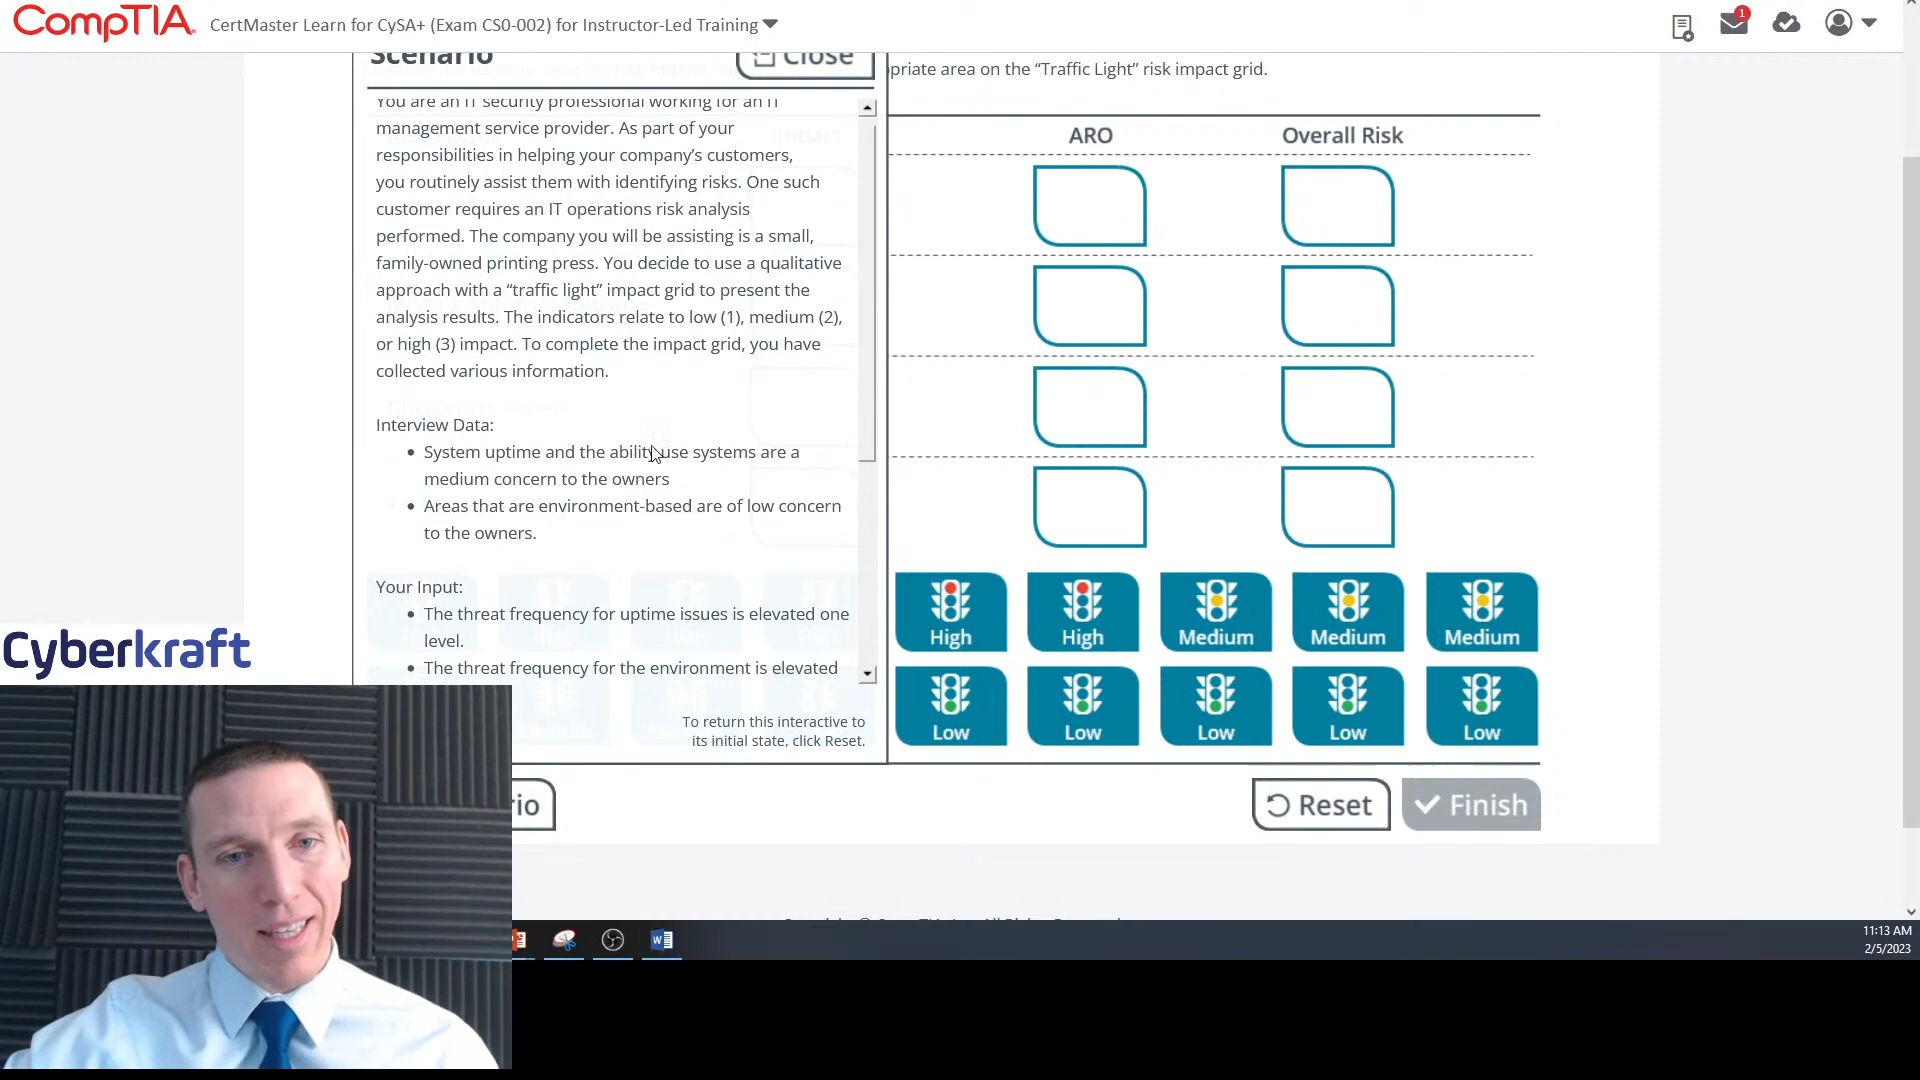 CompTIA.
CertMaster Learn for CySA+ (Exam CS0-002) for Instructor-Led Training
1
Scenario
Close
priate area on the “Traffic Light” risk impact grid.
You are an IT security professional working for an IT
management service provider. As part of your
responsibilities in helping your company’s customers,
you routinely assist them with identifying risks. One such
customer requires an IT operations risk analysis
performed. The company you will be assisting is a small,
family-owned printing press. You decide to use a qualitative
approach with a “traffic light” impact grid to present the
analysis results. The indicators relate to low (1), medium (2),
or high (3) impact. To complete the impact grid, you have
collected various information.
Interview Data:
System uptime and the ability use systems are a
medium concern to the owners
Areas that are environment-based are of low concern
to the owners.
Your Input:
The threat frequency for uptime issues is elevated one
level.
The threat frequency for the environment is elevated
To return this interactive to
its initial state, click Reset.
Impact
ARO
Overall Risk
High
High
Medium
Medium
Medium
Low
Low
Low
Low
Low
io
Reset
Finish
Cyberkraft
11:13 AM
2/5/2023